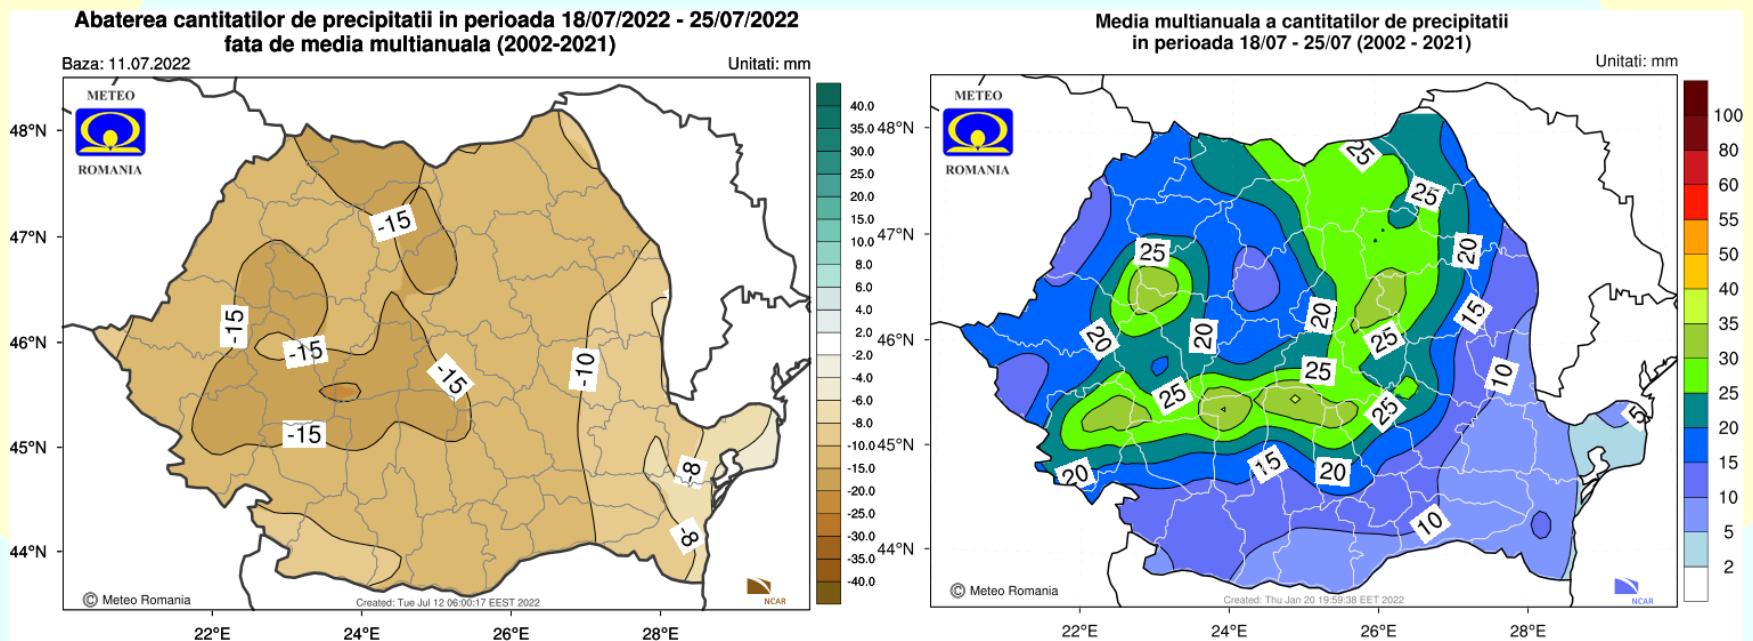 Abaterea cantitatilor de precipitatii in perioada 18/07/2022 - 25/07/2022
fata de media multianuala (2002-2021)
Baza: 11.07.2022
Unitati: mm
METEO
ROMANIA
48°N
47°N
46°N
45°N
44°N
-15
-15
-15
-15
-15
-10
-8
-8
40.0
35.0
30.0
25.0
20.0
15.0
10.0
8.0
6.0
4.0
2.0
-2.0
-4.0
-6.0
-8.0
-10.0
-15.0
-20.0
-25.0
-30.0
-35.0
-40.0
© Meteo Romania
Created: Tue Jul 12 06:00:17 EEST 2022
NCAR
22°E
24°E
26°E
28°E
Media multianuala a cantitatilor de precipitatii
in perioada 18/07 - 25/07 (2002 - 2021)
Unitati: mm
METEO
ROMANIA
48°N
47°N
46°N
45°N
44°N
25
25
25
20
20
20
20
15
25
25
10
25
25
5
20
15
20
10
100
80
60
55
50
40
35
30
25
20
15
10
5
2
© Meteo Romania
Created: Thu Jan 20 19:59:38 EET 2022
NCAR
22°E
24°E
26°E
28°E